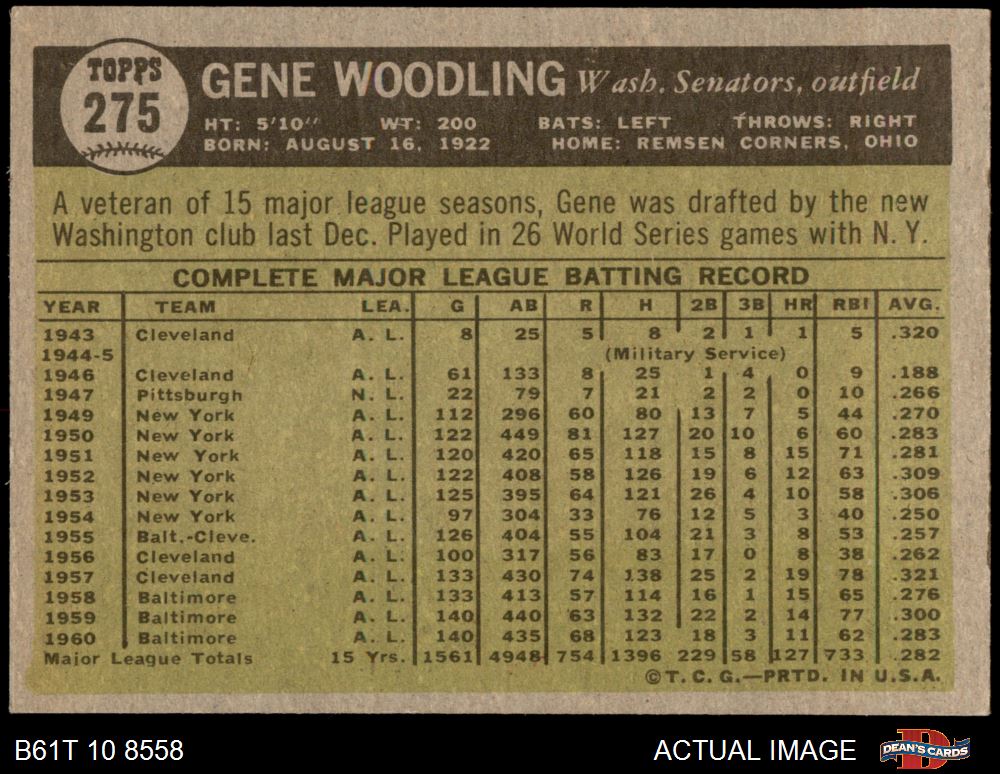 TOPPS
275
GENE WOODLING Wash. Senators, outfield
HT: 5'10" WT: 200 BATS: LEFT THROWS: RIGHT
BORN: AUGUST 16, 1922 HOME: REMSEN CORNERS, OHIO
A veteran of 15 major league seasons, Gene was drafted by the new
Washington club last Dec. Played in 26 World Series games with N. Y.
COMPLETE MAJOR LEAGUE BATTING RECORD
YEAR TEAM LEA. G AB R H 2B 3B HR RBI AVG.
1943 Cleveland A. L. 8 25 5 8 2 1 1 5 .320
1944-5 (Military Service)
1946 Cleveland A. L. 61 133 8 25 1 4 0 9 .188
1947 Pittsburgh N. L. 22 79 7 21 2 2 0 10 .266
1949 New York A. L. 112 296 60 80 13 7 5 44 .270
1950 New York A. L. 122 449 81 127 20 10 6 60 .283
1951 New York A. L. 120 420 65 118 15 8 15 71 .281
1952 New York A. L. 122 408 58 126 19 6 12 63 .309
1953 New York A. L. 125 395 64 121 26 4 10 58 .306
1954 New York A. L. 97 304 33 76 12 5 3 40 .250
1955 Balt.-Cleve. A. L. 126 404 55 104 21 3 8 53 .257
1956 Cleveland A. L. 100 317 56 83 17 0 8 38 .262
1957 Cleveland A. L. 133 430 74 138 25 2 19 78 .321
1958 Baltimore A. L. 133 413 57 114 16 1 15 65 .276
1959 Baltimore A. L. 140 440 63 132 22 2 14 77 .300
1960 Baltimore A. L. 140 435 68 123 18 3 11 62 .283
Major League Totals 15 Yrs. 1561 4948 754 1396 229 58 127 733 .282
©T. C. G.—PRTD. IN U.S.A.
B61T 10 8558 ACTUAL IMAGE B DEAN'S CARDS